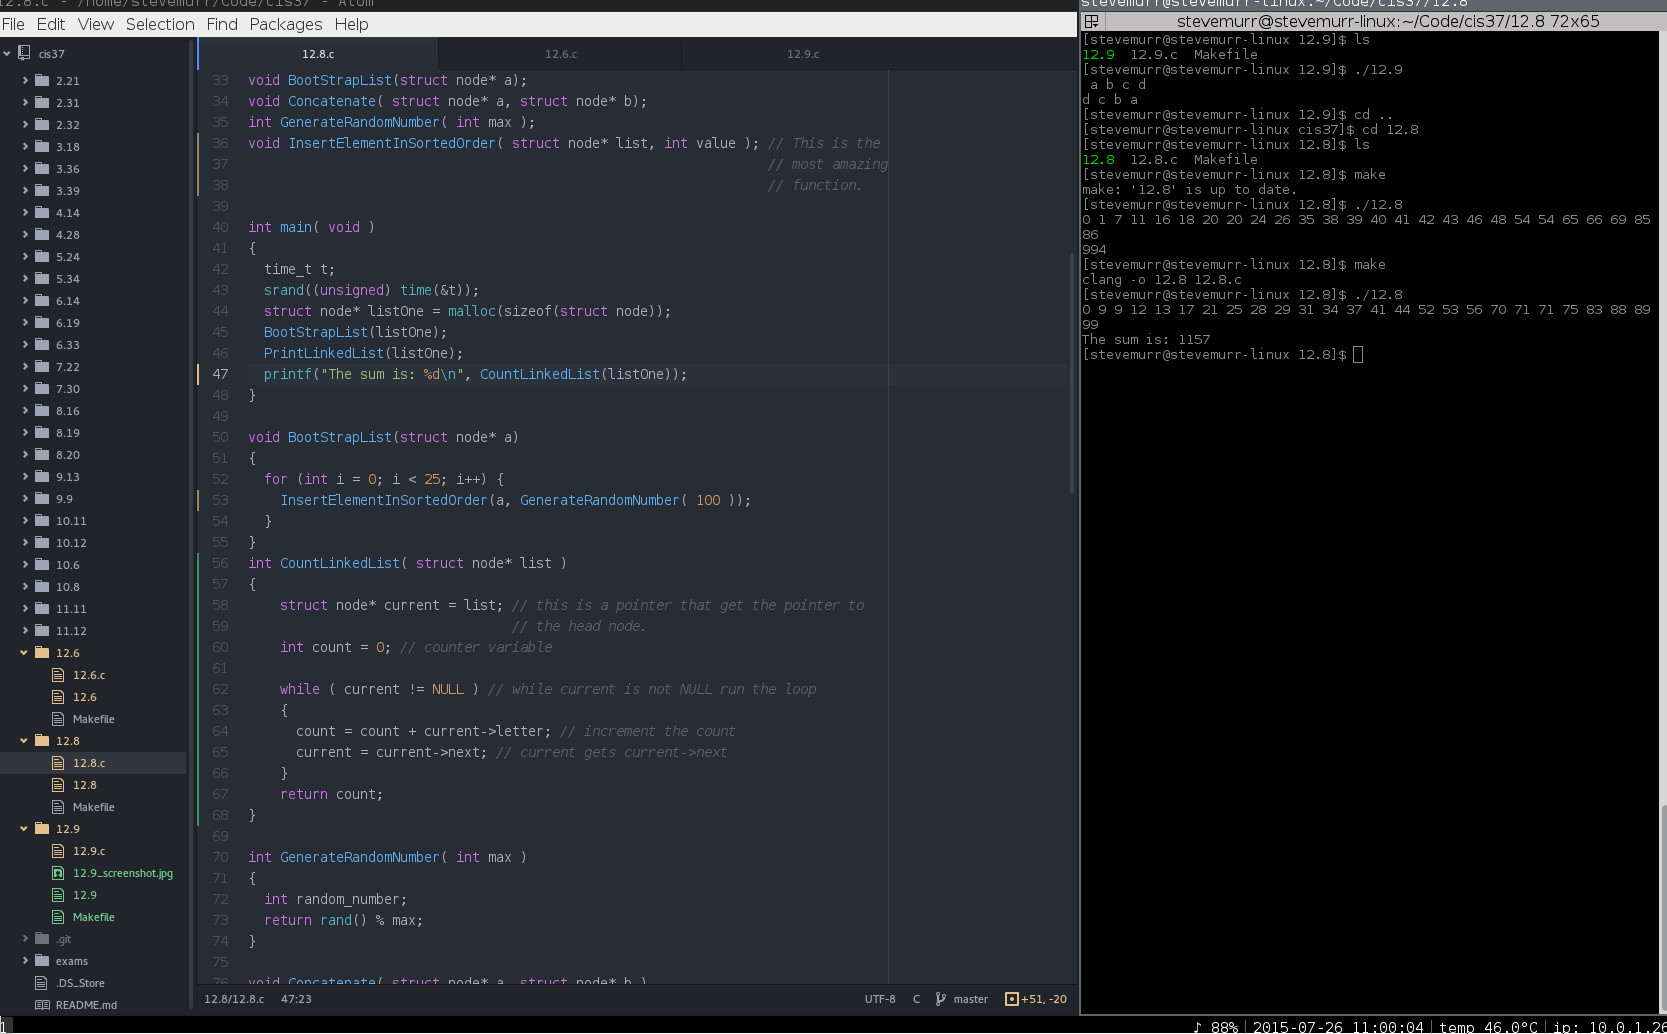 12.8.c - /home/stevemurr/Code/cis37 - Atom
File Edit View Selection Find Packages Help
cis37
2.21
2.31
2.32
3.18
3.36
3.39
4.14
4.28
5.24
5.34
6.14
6.19
6.33
7.22
7.30
8.16
8.19
8.20
9.13
9.9
10.11
10.12
10.6
10.8
11.11
11.12
12.6
12.6.c
12.6
Makefile
12.8
12.8.c
12.8
Makefile
12.9
12.9.c
12.9_screenshot.jpg
12.9
Makefile
.git
exams
.DS_Store
README.md
12.8.c 12.6.c 12.9.c
33 void BootStrapList(struct node* a);
34 void Concatenate( struct node* a, struct node* b);
35 int GenerateRandomNumber( int max );
36 void InsertElementInSortedOrder( struct node* list, int value ); // This is the
37 // most amazing
38 // function.
39
40 int main( void )
41 {
42 time_t t;
43 srand((unsigned) time(&t));
44 struct node* listOne = malloc(sizeof(struct node));
45 BootStrapList(listOne);
46 PrintLinkedList(listOne);
47 printf("The sum is: %d\n", CountLinkedList(listOne));
48 }
49
50 void BootStrapList(struct node* a)
51 {
52 for (int i = 0; i < 25; i++) {
53 InsertElementInSortedOrder(a, GenerateRandomNumber( 100 ));
54 }
55 }
56 int CountLinkedList( struct node* list )
57 {
58 struct node* current = list; // this is a pointer that get the pointer to
59 // the head node.
60 int count = 0; // counter variable
61
62 while ( current != NULL ) // while current is not NULL run the loop
63 {
64 count = count + current->letter; // increment the count
65 current = current->next; // current gets current->next
66 }
67 return count;
68 }
69
70 int GenerateRandomNumber( int max )
71 {
72 int random_number;
73 return rand() % max;
74 }
75
76 void Concatenate( struct node* a, struct node* b )
12.8/12.8.c 47:23 UTF-8 C master +51, -20
stevemurr@stevemurr-linux:~/Code/cis37/12.8
stevemurr@stevemurr-linux:~/Code/cis37/12.8 72x65
[stevemurr@stevemurr-linux 12.9]$ ls
12.9 12.9.c Makefile
[stevemurr@stevemurr-linux 12.9]$ ./12.9
a b c d
d c b a
[stevemurr@stevemurr-linux 12.9]$ cd ..
[stevemurr@stevemurr-linux cis37]$ cd 12.8
[stevemurr@stevemurr-linux 12.8]$ ls
12.8 12.8.c Makefile
[stevemurr@stevemurr-linux 12.8]$ make
make: '12.8' is up to date.
[stevemurr@stevemurr-linux 12.8]$ ./12.8
0 1 7 11 16 18 20 20 24 26 35 38 39 40 41 42 43 46 48 54 54 65 66 69 85
86
994
[stevemurr@stevemurr-linux 12.8]$ make
clang -o 12.8 12.8.c
[stevemurr@stevemurr-linux 12.8]$ ./12.8
0 9 9 12 13 17 21 25 28 29 31 34 37 41 44 52 53 56 70 71 71 75 83 88 89
99
The sum is: 1157
[stevemurr@stevemurr-linux 12.8]$
1
♪ 88% | 2015-07-26 11:00:04 | temp 46.0°C | ip: 10.0.1.26